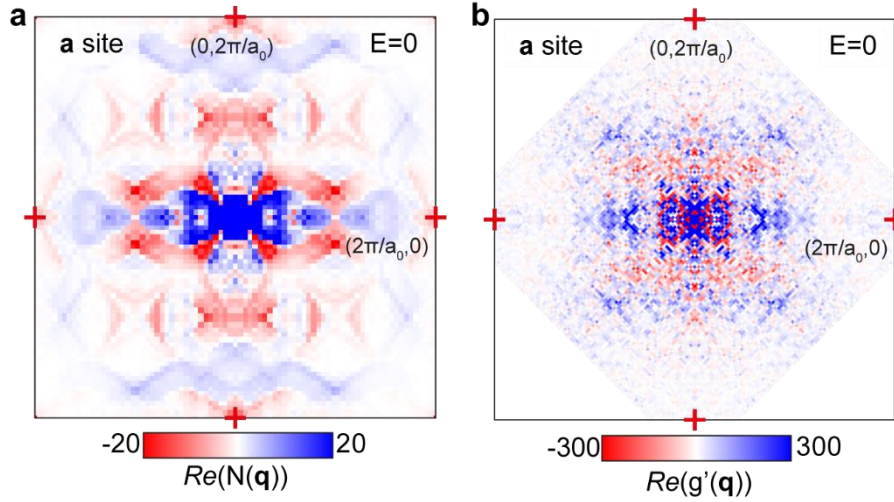 a
a site
(0,2π/a₀)
E=0
(2π/a₀,0)
-20
20
Re(N(q))
b
a site
(0,2π/a₀)
E=0
(2π/a₀,0)
-300
300
Re(g'(q))